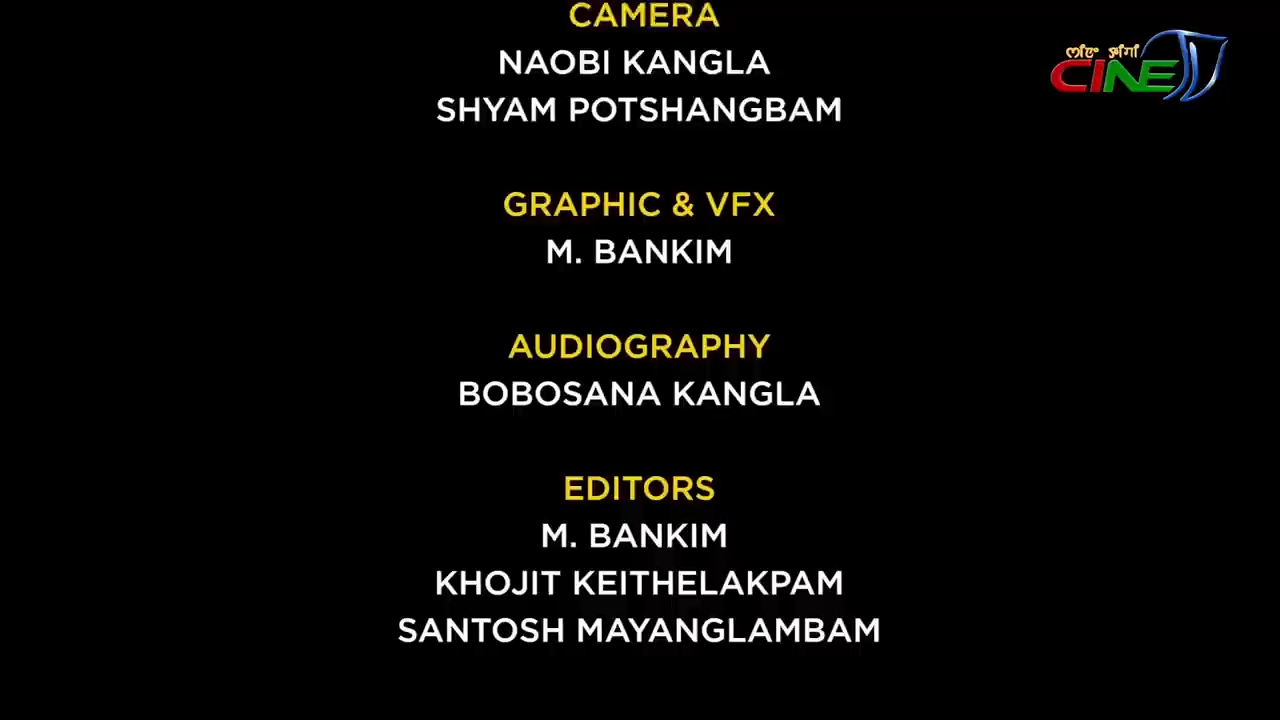 CAMERA
NAOBI KANGLA
SHYAM POTSHANGBAM
GRAPHIC & VFX
M. BANKIM
AUDIOGRAPHY
BOBOSANA KANGLA
EDITORS
M. BANKIM
KHOJIT KEITHELAKPAM
SANTOSH MAYANGLAMBAM
CINE